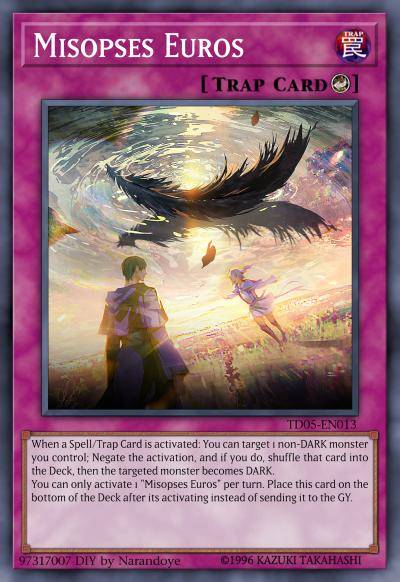 MISOPSES EUROS
TRAP
罠
[TRAP CARD]
TD05-EN013
When a Spell/Trap Card is activated: You can target 1 non-DARK monster
you control; Negate the activation, and if you do, shuffle that card into
the Deck, then the targeted monster becomes DARK.
You can only activate 1 "Misopses Euros" per turn. Place this card on the
bottom of the Deck after its activating instead of sending it to the GY.
97317007 DIY by Narandoye
©1996 KAZUKI TAKAHASHI